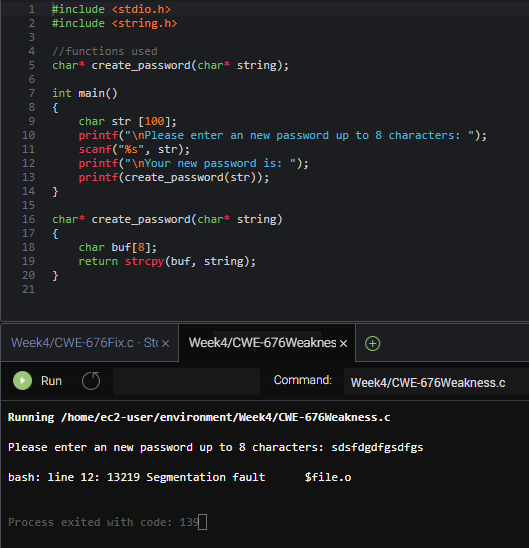 1 #include <stdio.h>
2 #include <string.h>
3
4 //functions used
5 char* create_password(char* string);
6
7 int main()
8 {
9 char str [100];
10 printf("\nPlease enter an new password up to 8 characters: ");
11 scanf("%s", str);
12 printf("\nYour new password is: ");
13 printf(create_password(str));
14 }
15
16 char* create_password(char* string)
17 {
18 char buf[8];
19 return strcpy(buf, string);
20 }
21
Week4/CWE-676Fix.c - Stc × Week4/CWE-676Weaknes ×
Run Command: Week4/CWE-676Weakness.c
Running /home/ec2-user/environment/Week4/CWE-676Weakness.c
Please enter an new password up to 8 characters: sdsfdgdfgsdfgs
bash: line 12: 13219 Segmentation fault $file.o
Process exited with code: 139